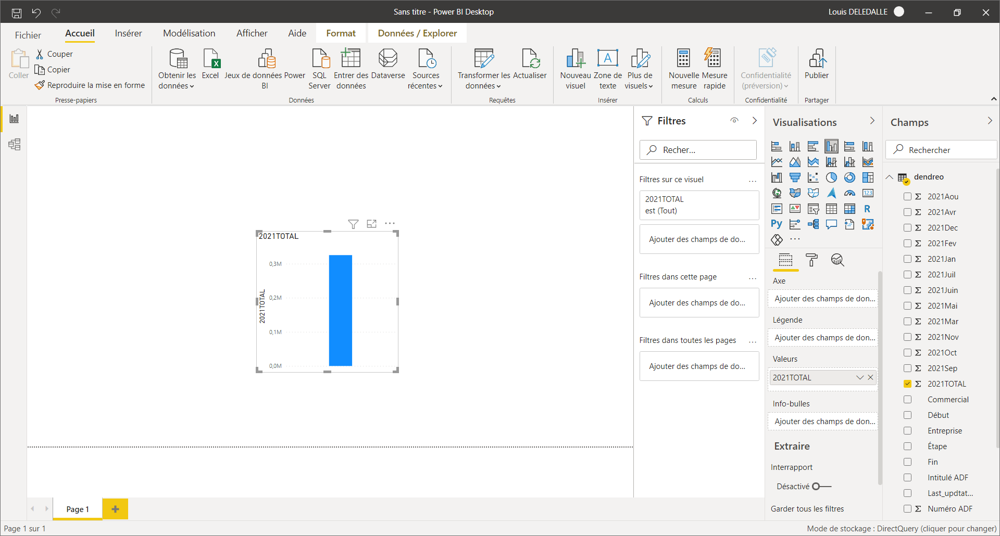 Sans titre - Power BI Desktop
Louis DELEDALLE
Fichier
Accueil
Insérer
Modélisation
Afficher
Aide
Format
Données / Explorer
Coller
Couper
Copier
Reproduire la mise en forme
Presse-papiers
Obtenir les
données
Excel
Jeux de données Power
BI
SQL
Server
Entrer des
données
Dataverse
Sources
récentes
Données
Transformer les
données
Actualiser
Requêtes
Nouveau
visuel
Zone de
texte
Plus de
visuels
Insérer
Nouvelle
mesure
Mesure
rapide
Calculs
Confidentialité
(préversion)
Confidentialité
Publier
Partager
2021TOTAL
0,3M
0,2M
0,1M
0,0M
2021TOTAL
Filtres
Recher...
Filtres sur ce visuel
2021TOTAL
est (Tout)
Ajouter des champs de do...
Filtres dans cette page
Ajouter des champs de do...
Filtres dans toutes les pages
Ajouter des champs de do...
Visualisations
123
R
Py
Axe
Ajouter des champs de don...
Légende
Ajouter des champs de don...
Valeurs
2021TOTAL
Info-bulles
Ajouter des champs de don...
Extraire
Interrapport
Désactivé
Garder tous les filtres
Champs
Rechercher
dendreo
2021Aou
2021Avr
2021Dec
2021Fev
2021Jan
2021Juil
2021Juin
2021Mai
2021Mar
2021Nov
2021Oct
2021Sep
2021TOTAL
Commercial
Début
Entreprise
Étape
Fin
Intitulé ADF
Last_updtat...
Numéro ADF
Page 1
Page 1 sur 1
Mode de stockage : DirectQuery (cliquer pour changer)